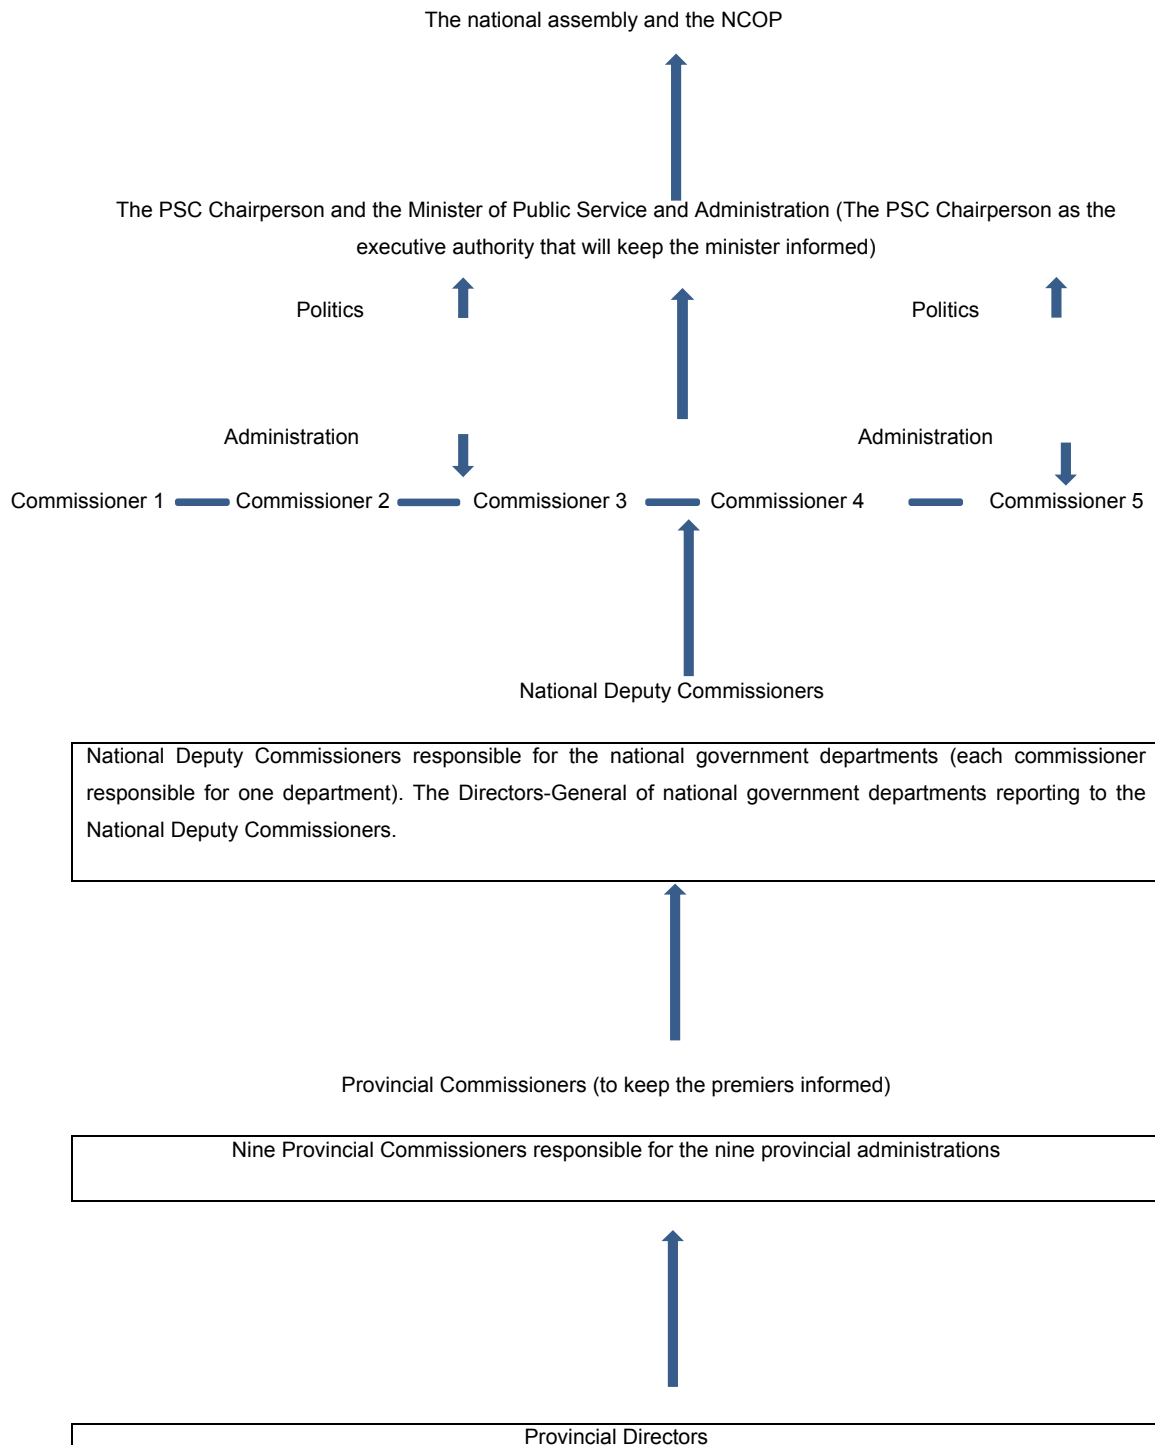 The national assembly and the NCOP
The PSC Chairperson and the Minister of Public Service and Administration (The PSC Chairperson as the
executive authority that will keep the minister informed)
Politics Politics
Administration Administration
Commissioner 1 Commissioner 2 Commissioner 3 Commissioner 4 Commissioner 5
National Deputy Commissioners
National Deputy Commissioners responsible for the national government departments (each commissioner
responsible for one department). The Directors-General of national government departments reporting to the
National Deputy Commissioners.
Provincial Commissioners (to keep the premiers informed)
Nine Provincial Commissioners responsible for the nine provincial administrations
Provincial Directors